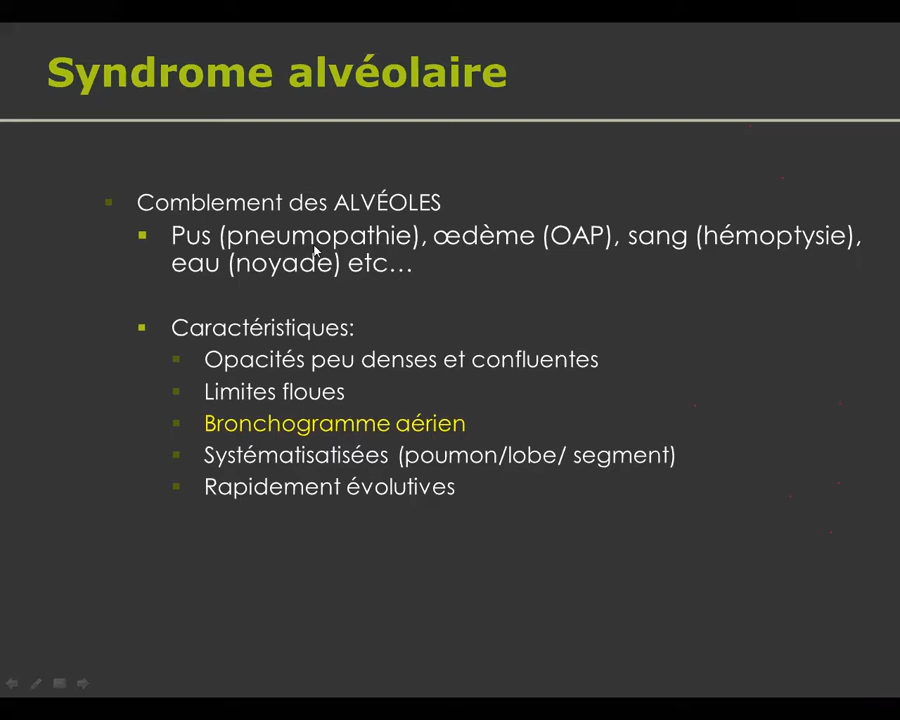 Syndrome alvéolaire
Comblement des ALVÉOLES
Pus (pneumopathie), œdème (OAP), sang (hémoptysie),
eau (noyade) etc…
Caractéristiques:
Opacités peu denses et confluentes
Limites floues
Bronchogramme aérien
Systématisatisées (poumon/lobe/ segment)
Rapidement évolutives